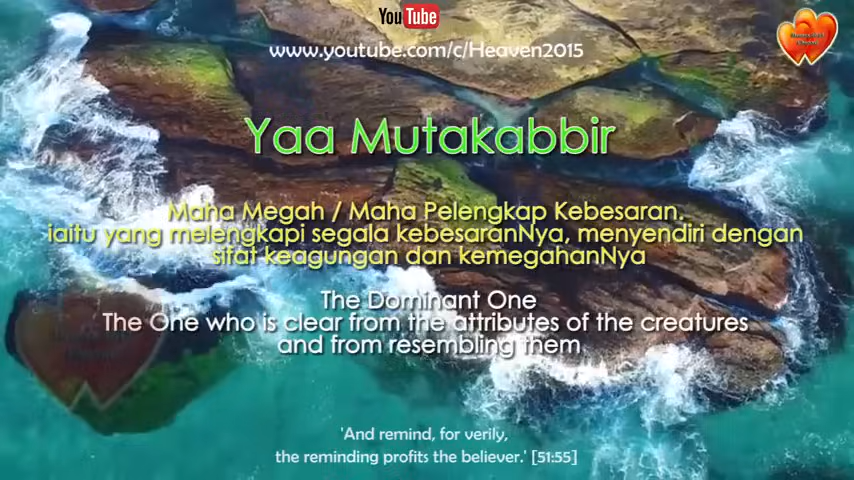 YouTube
www.youtube.com/c/Heaven2015
Yaa Mutakabbir
Maha Megah / Maha Pelengkap Kebesaran.
iaitu yang melengkapi segala kebesaranNya, menyendiri dengan
sifat keagungan dan kemegahanNya
The Dominant One
The One who is clear from the attributes of the creatures
and from resembling them
'And remind, for verily,
the reminding profits the believer.' [51:55]